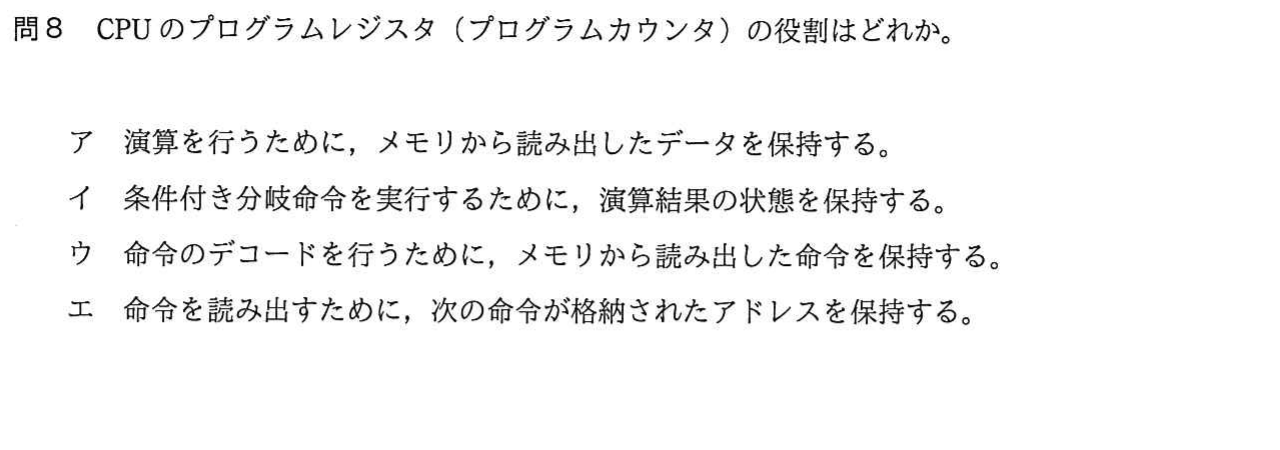 問8 CPUのプログラムレジスタ（プログラムカウンタ）の役割はどれか。
ア 演算を行うために，メモリから読み出したデータを保持する。
イ 条件付き分岐命令を実行するために，演算結果の状態を保持する。
ウ 命令のデコードを行うために，メモリから読み出した命令を保持する。
エ 命令を読み出すために，次の命令が格納されたアドレスを保持する。